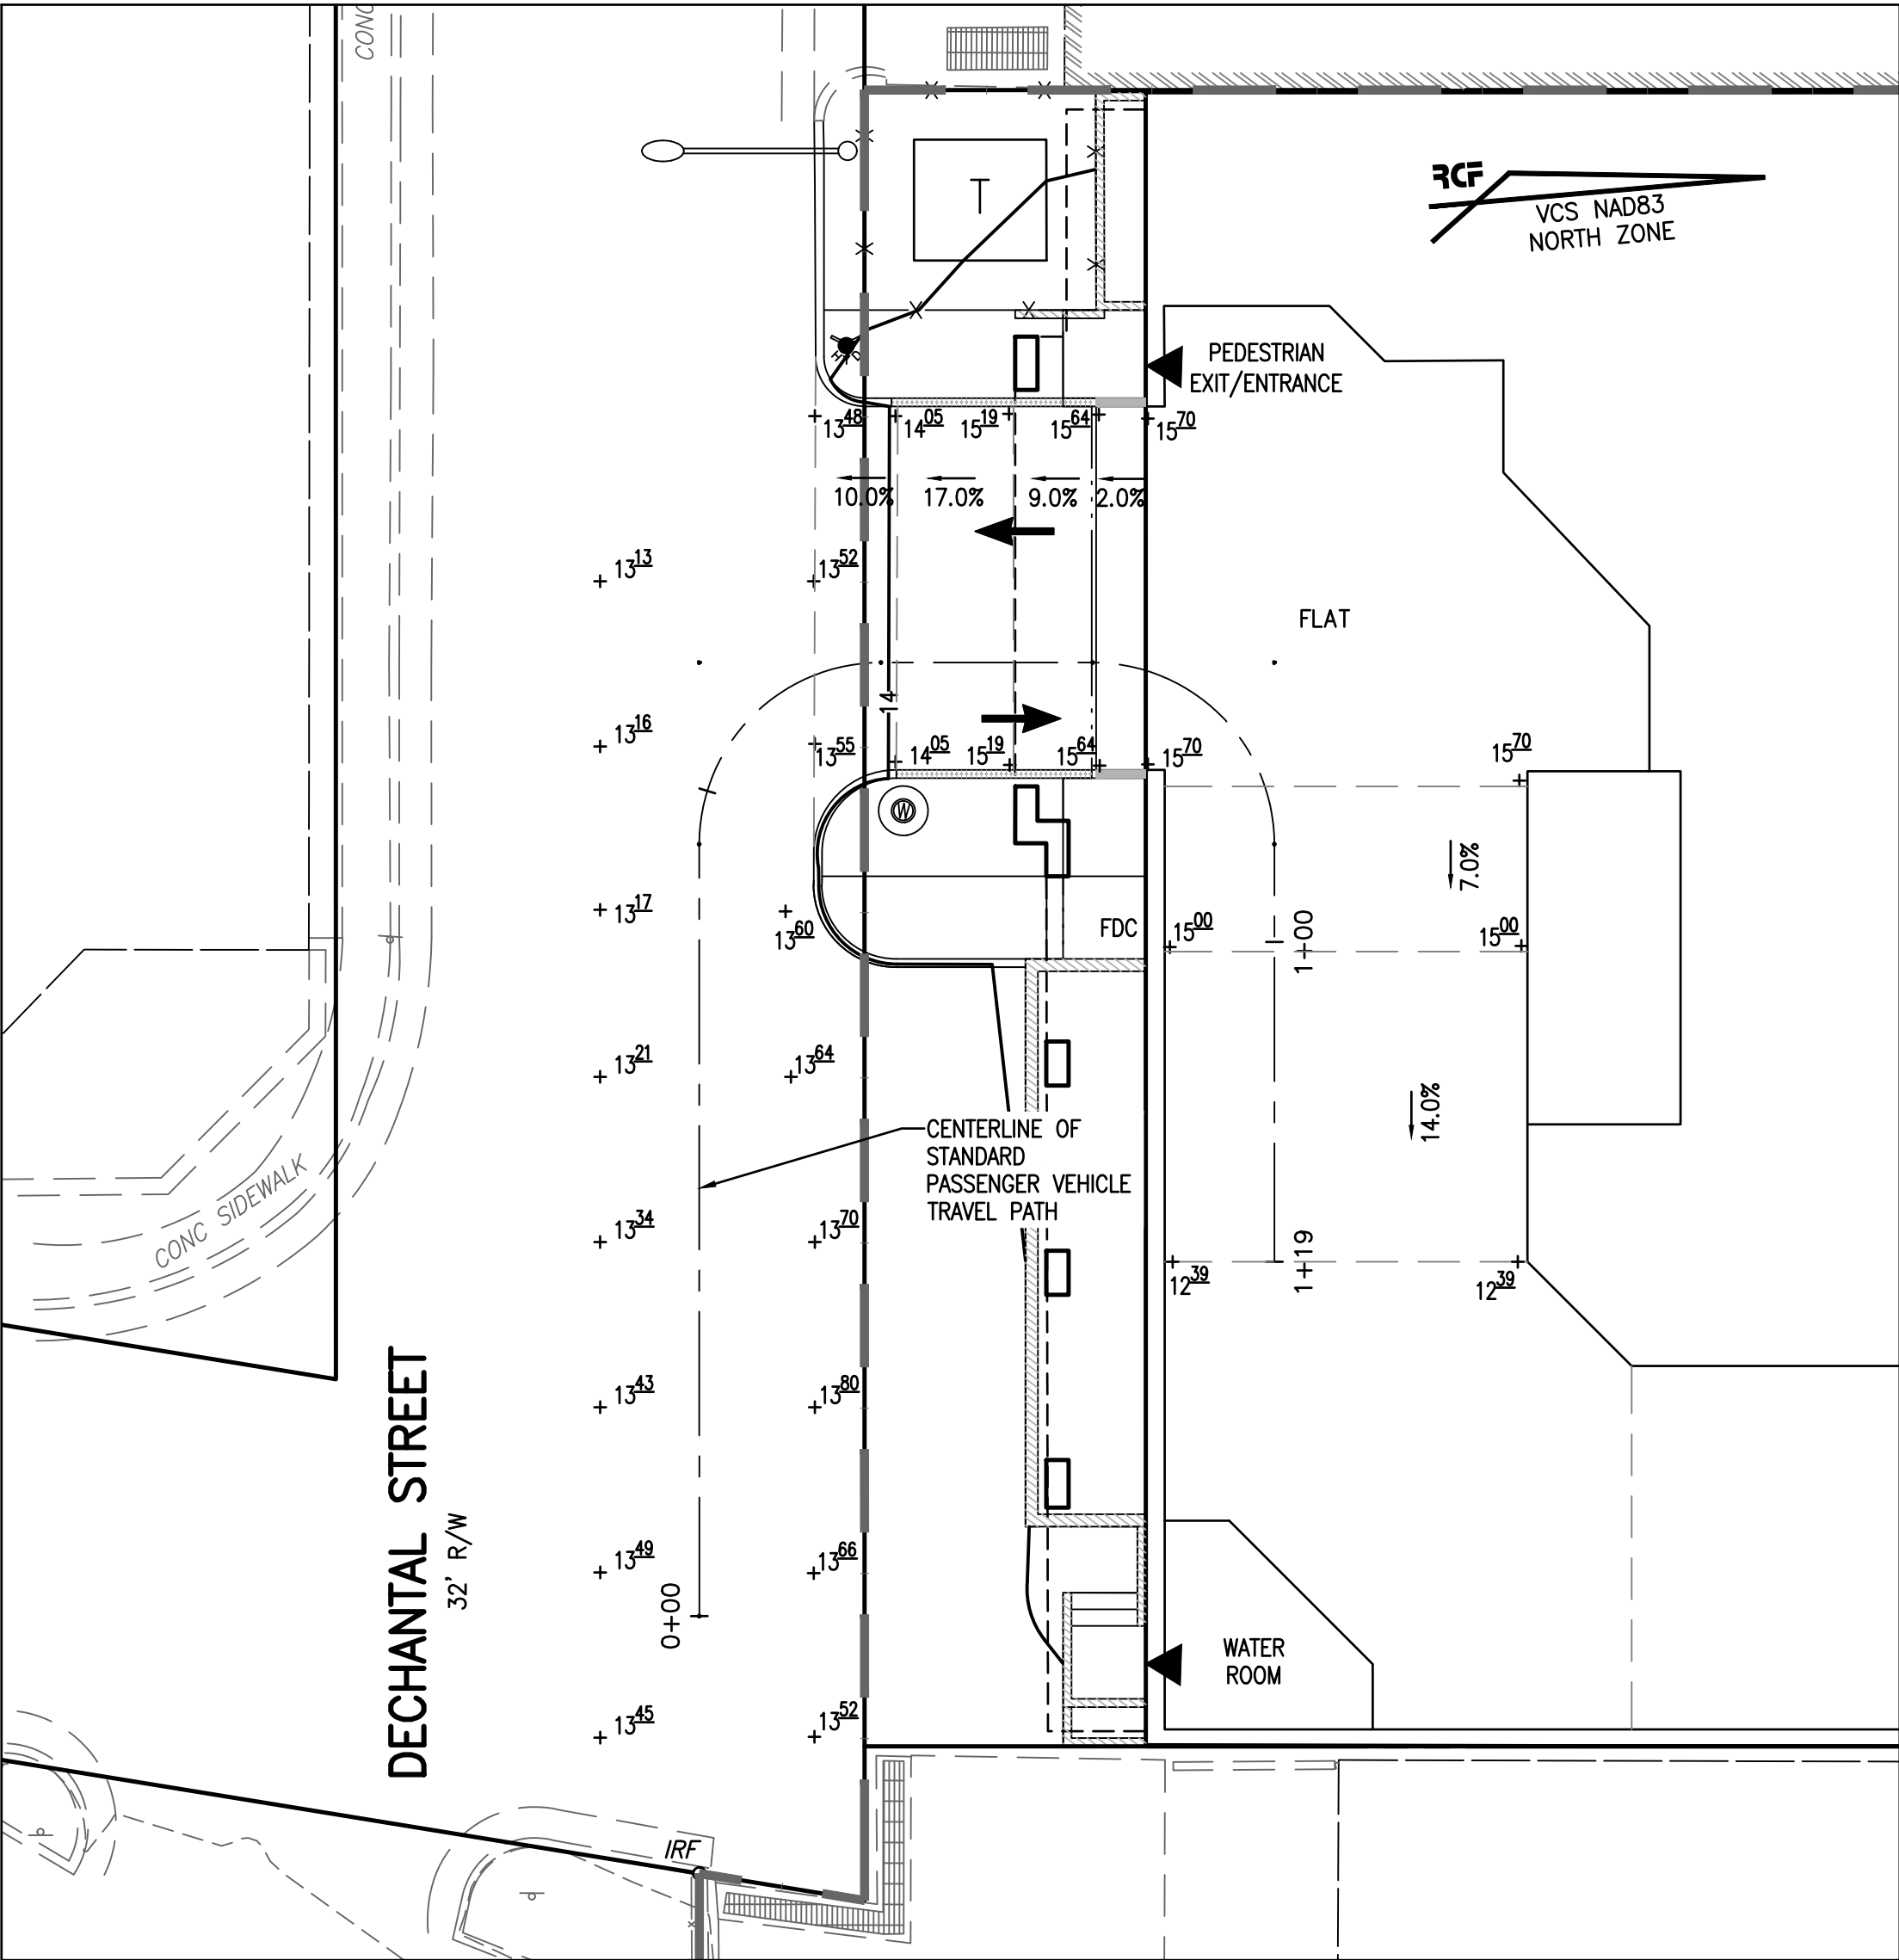 CONC
T
RCF
VCS NAD83
NORTH ZONE
PEDESTRIAN
EXIT/ENTRANCE
HYD
13 48
14 05
15 19
15 64
15 70
10.0%
17.0%
9.0%
2.0%
13 13
13 52
FLAT
14
13 16
13 55
14 05
15 19
15 64
15 70
15 70
W
7.0%
13 17
13 60
FDC
15 00
1+00
15 00
13 21
13 64
14.0%
CENTERLINE OF
STANDARD
PASSENGER VEHICLE
TRAVEL PATH
CONC SIDEWALK
13 34
13 70
12 39
1+19
12 39
DECHANTAL STREET
32' R/W
13 43
13 80
13 49
13 66
0+00
WATER
ROOM
13 45
13 52
IRF